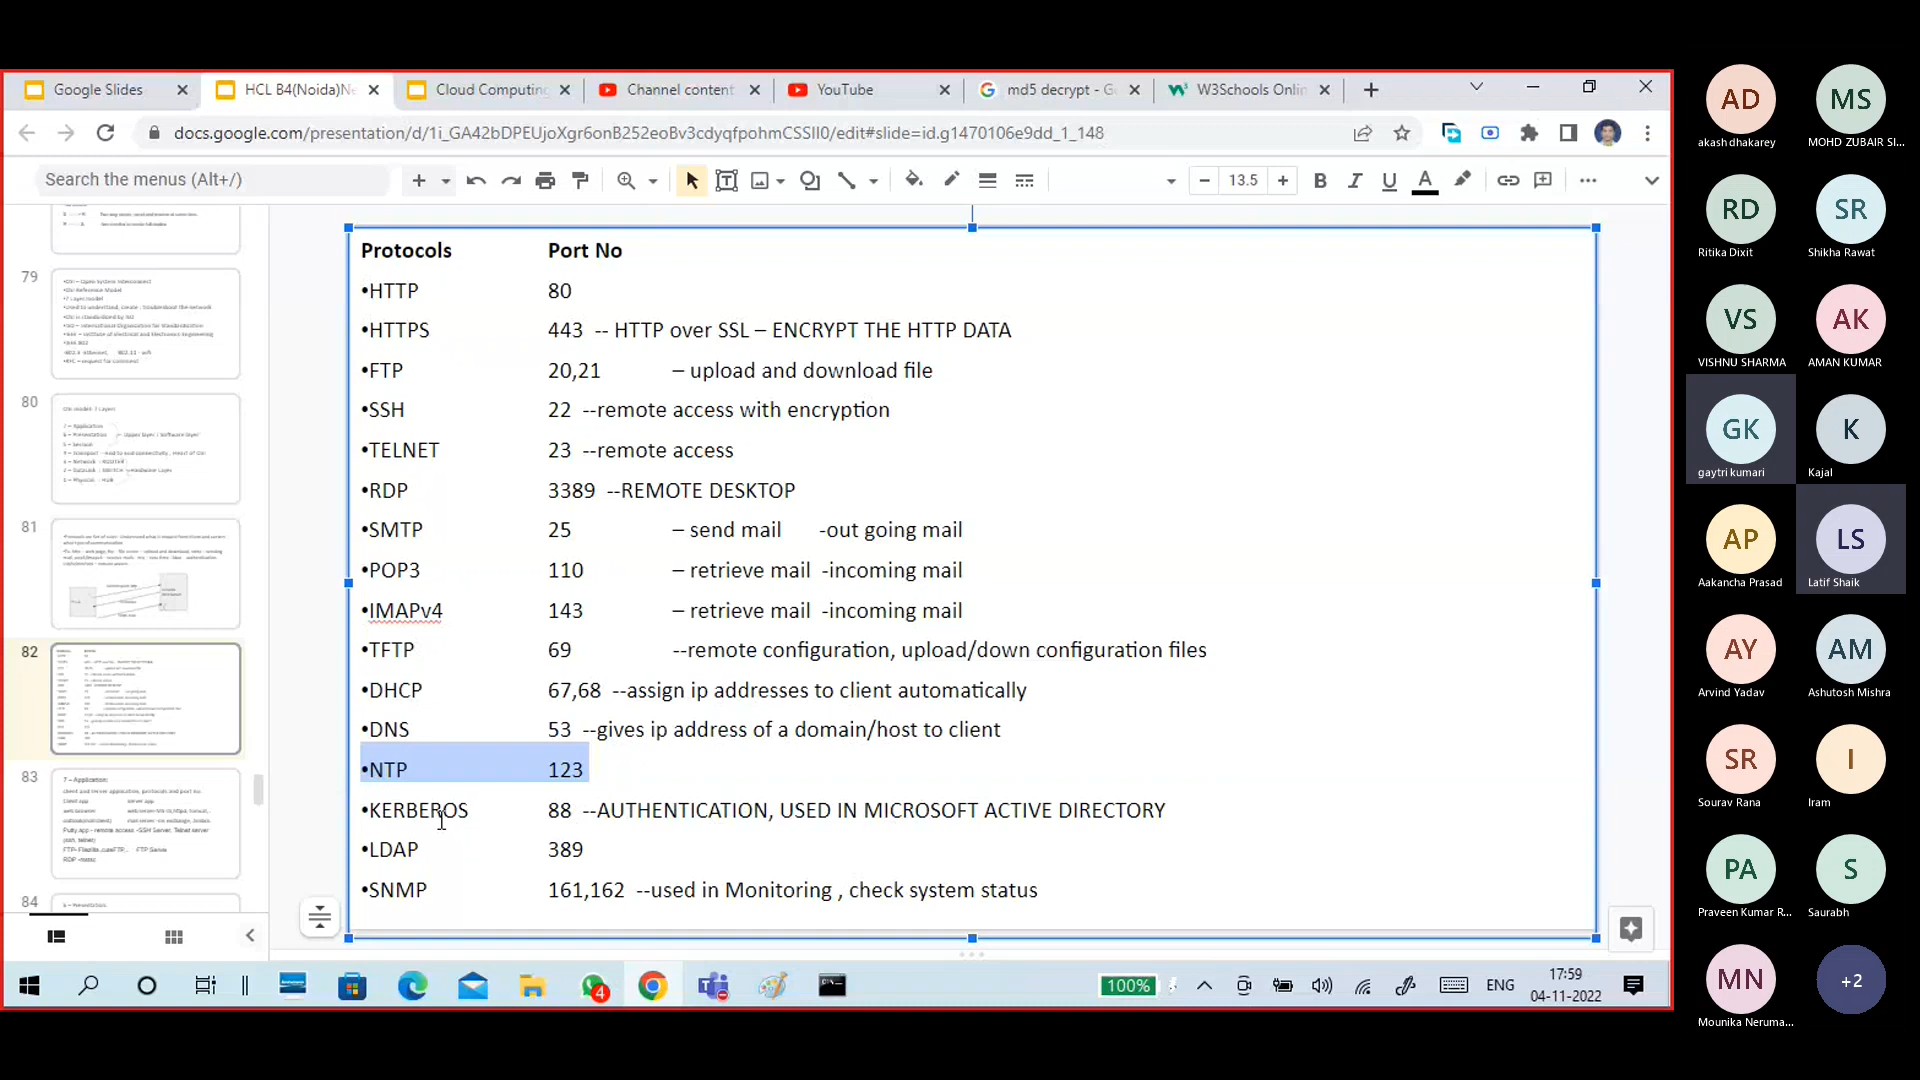 Google Slides
HCL B4(Noida)Ne
Cloud Computing
Channel content
YouTube
md5 decrypt - Go
W3Schools Onlin
docs.google.com/presentation/d/1i_GA42bDPEUjoXgr6onB252eoBv3cdyqfpohmCSSlI0/edit#slide=id.g1470106e9dd_1_148
Search the menus (Alt+/)
13.5
B I U A
79
80
81
82
83
84
7 – Application:
Protocols Port No
•HTTP 80
•HTTPS 443 -- HTTP over SSL – ENCRYPT THE HTTP DATA
•FTP 20,21 – upload and download file
•SSH 22 --remote access with encryption
•TELNET 23 --remote access
•RDP 3389 --REMOTE DESKTOP
•SMTP 25 – send mail -out going mail
•POP3 110 – retrieve mail -incoming mail
•IMAPv4 143 – retrieve mail -incoming mail
•TFTP 69 --remote configuration, upload/down configuration files
•DHCP 67,68 --assign ip addresses to client automatically
•DNS 53 --gives ip address of a domain/host to client
•NTP 123
•KERBEROS 88 --AUTHENTICATION, USED IN MICROSOFT ACTIVE DIRECTORY
•LDAP 389
•SNMP 161,162 --used in Monitoring , check system status
4
100%
ENG
17:59
04-11-2022
AD
akash dhakarey
MS
MOHD ZUBAIR SI...
RD
Ritika Dixit
SR
Shikha Rawat
VS
VISHNU SHARMA
AK
AMAN KUMAR
GK
gaytri kumari
K
Kajal
AP
Aakancha Prasad
LS
Latif Shaik
AY
Arvind Yadav
AM
Ashutosh Mishra
SR
Sourav Rana
I
Iram
PA
Praveen Kumar R...
S
Saurabh
MN
Mounika Neruma...
+2